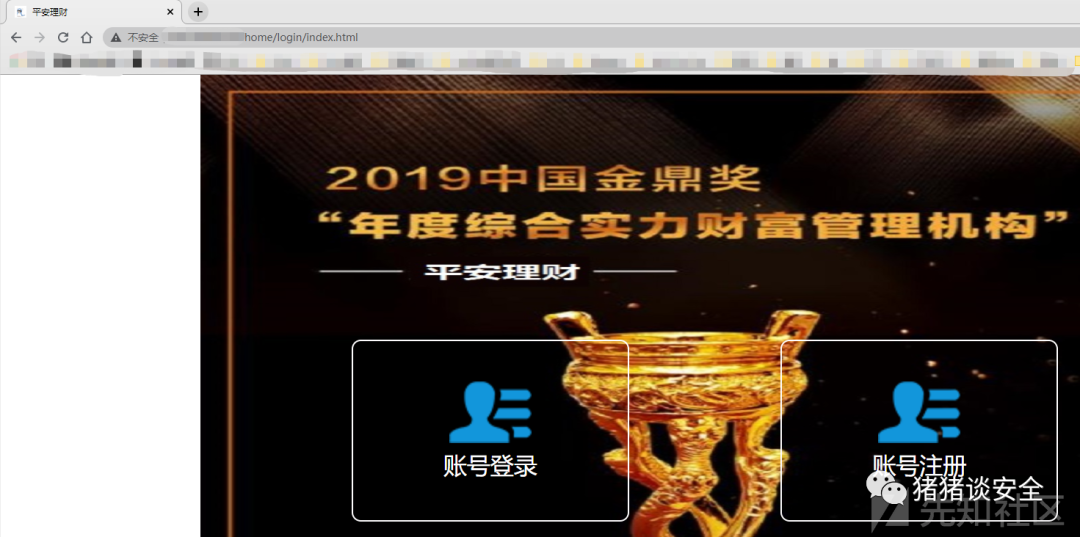 平安理财
不安全
home/login/index.html
2019中国金鼎奖
“年度综合实力财富管理机构”
平安理财
账号登录
账号注册
猪猪谈安全
先知社区